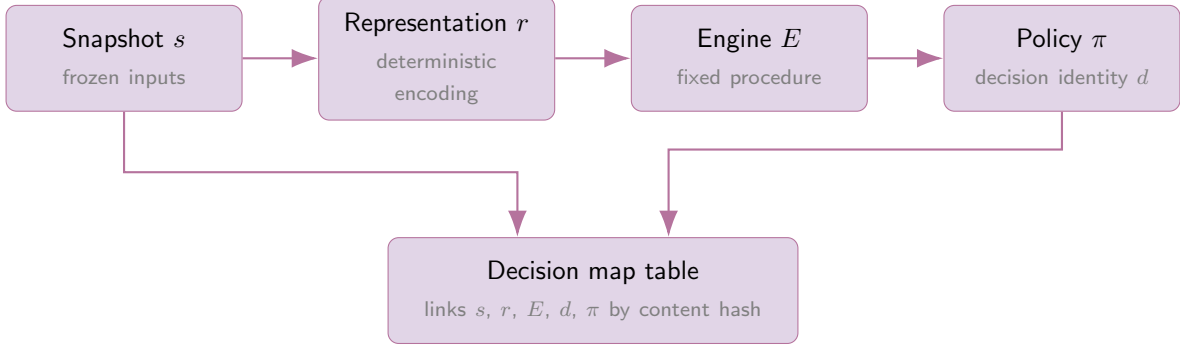 Snapshot s
frozen inputs
Representation r
deterministic
encoding
Engine E
fixed procedure
Policy π
decision identity d
Decision map table
links s, r, E, d, π by content hash